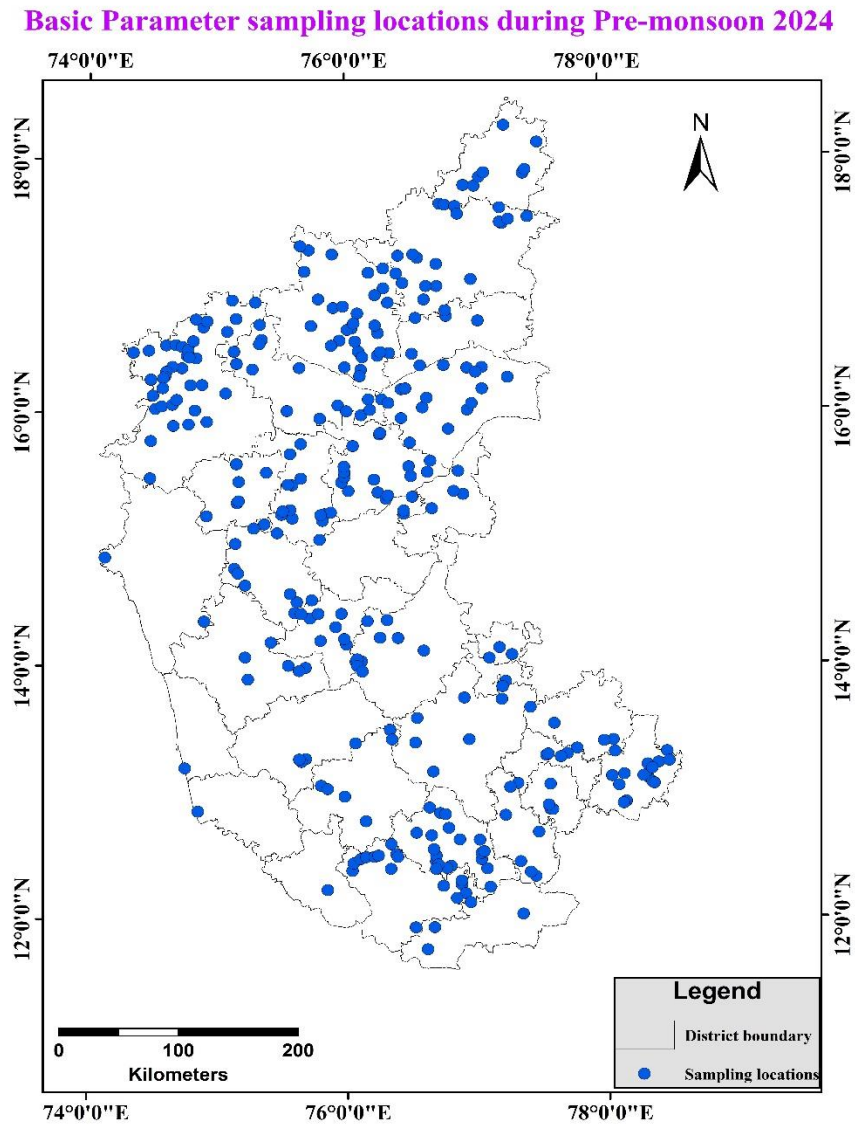 Basic Parameter sampling locations during Pre-monsoon 2024
74°0'0"E 76°0'0"E 78°0'0"E
N
18°0'0"N 18°0'0"N
16°0'0"N 16°0'0"N
14°0'0"N 14°0'0"N
12°0'0"N 12°0'0"N
Legend
District boundary
Sampling locations
0 100 200
Kilometers
74°0'0"E 76°0'0"E 78°0'0"E